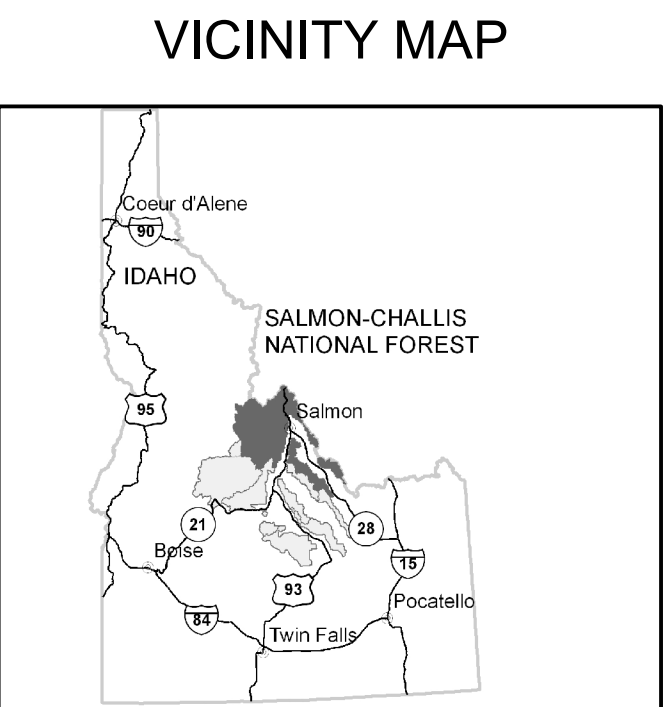 VICINITY MAP
Coeur d'Alene
90
IDAHO
SALMON-CHALLIS
NATIONAL FOREST
95
Salmon
21
28
Boise
15
93
Pocatello
84
Twin Falls